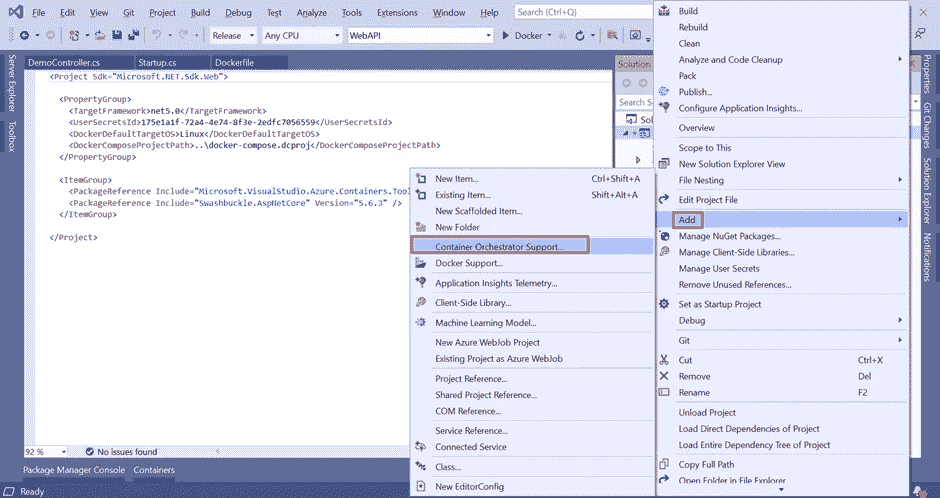 File Edit View Git Project Build Debug Test Analyze Tools Extensions Window Help Search (Ctrl+Q)
Release Any CPU WebAPI Docker
DemoController.cs Startup.cs Dockerfile
Server Explorer
Toolbox
<Project Sdk="Microsoft.NET.Sdk.Web">
<PropertyGroup>
<TargetFramework>net5.0</TargetFramework>
<UserSecretsId>175e1a1f-72a4-4e74-8f3e-2edfc7056559</UserSecretsId>
<DockerDefaultTargetOS>Linux</DockerDefaultTargetOS>
<DockerComposeProjectPath>..\docker-compose.dcproj</DockerComposeProjectPath>
</PropertyGroup>
<ItemGroup>
<PackageReference Include="Microsoft.VisualStudio.Azure.Containers.Too
<PackageReference Include="Swashbuckle.AspNetCore" Version="5.6.3" />
</ItemGroup>
</Project>
92 % No issues found
Package Manager Console Containers
Ready
New Item... Ctrl+Shift+A
Existing Item... Shift+Alt+A
New Scaffolded Item...
New Folder
Container Orchestrator Support...
Docker Support...
Application Insights Telemetry...
Client-Side Library...
Machine Learning Model...
New Azure WebJob Project
Existing Project as Azure WebJob
Project Reference...
Shared Project Reference...
COM Reference...
Service Reference...
Connected Service
Class...
New EditorConfig
Solution
Search So
Sol
Build
Rebuild
Clean
Analyze and Code Cleanup
Pack
Publish...
Configure Application Insights...
Overview
Scope to This
New Solution Explorer View
File Nesting
Edit Project File
Add
Manage NuGet Packages...
Manage Client-Side Libraries...
Manage User Secrets
Remove Unused References...
Set as Startup Project
Debug
Git
Cut Ctrl+X
Remove Del
Rename F2
Unload Project
Load Direct Dependencies of Project
Load Entire Dependency Tree of Project
Copy Full Path
Open Folder in File Explorer
Properties
Git Changes
Solution Explorer
Notifications